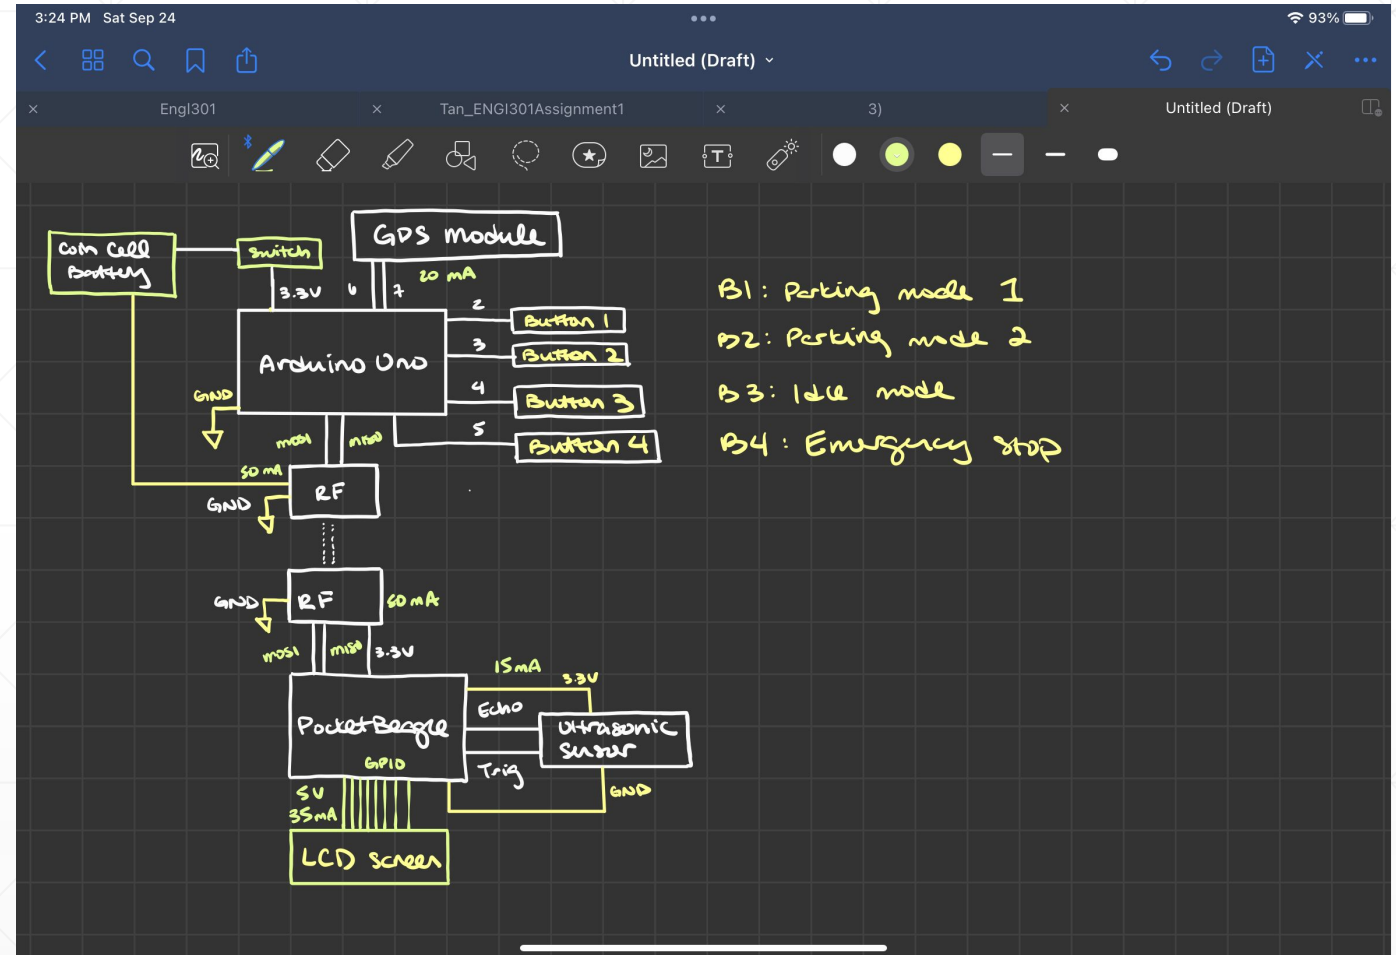 3:24 PM Sat Sep 24
93%
Untitled (Draft)
Engl301
Tan_ENGI301Assignment1
3)
Untitled (Draft)
Coin Cell
Battery
Switch
GPS module
20 mA
3.3V
6
7
2
Button 1
3
Button 2
4
Button 3
5
Button 4
Arduino Uno
GND
mosi
miso
50 mA
RF
GND
GND
RF
50 mA
mosi
miso
3.3V
15mA
3.3V
Echo
PocketBeagle
Ultrasonic
Sensor
GPIO
Trig
GND
5V
35mA
LCD Screen
B1: Parking mode 1
B2: Parking mode 2
B3: Idle mode
B4: Emergency stop